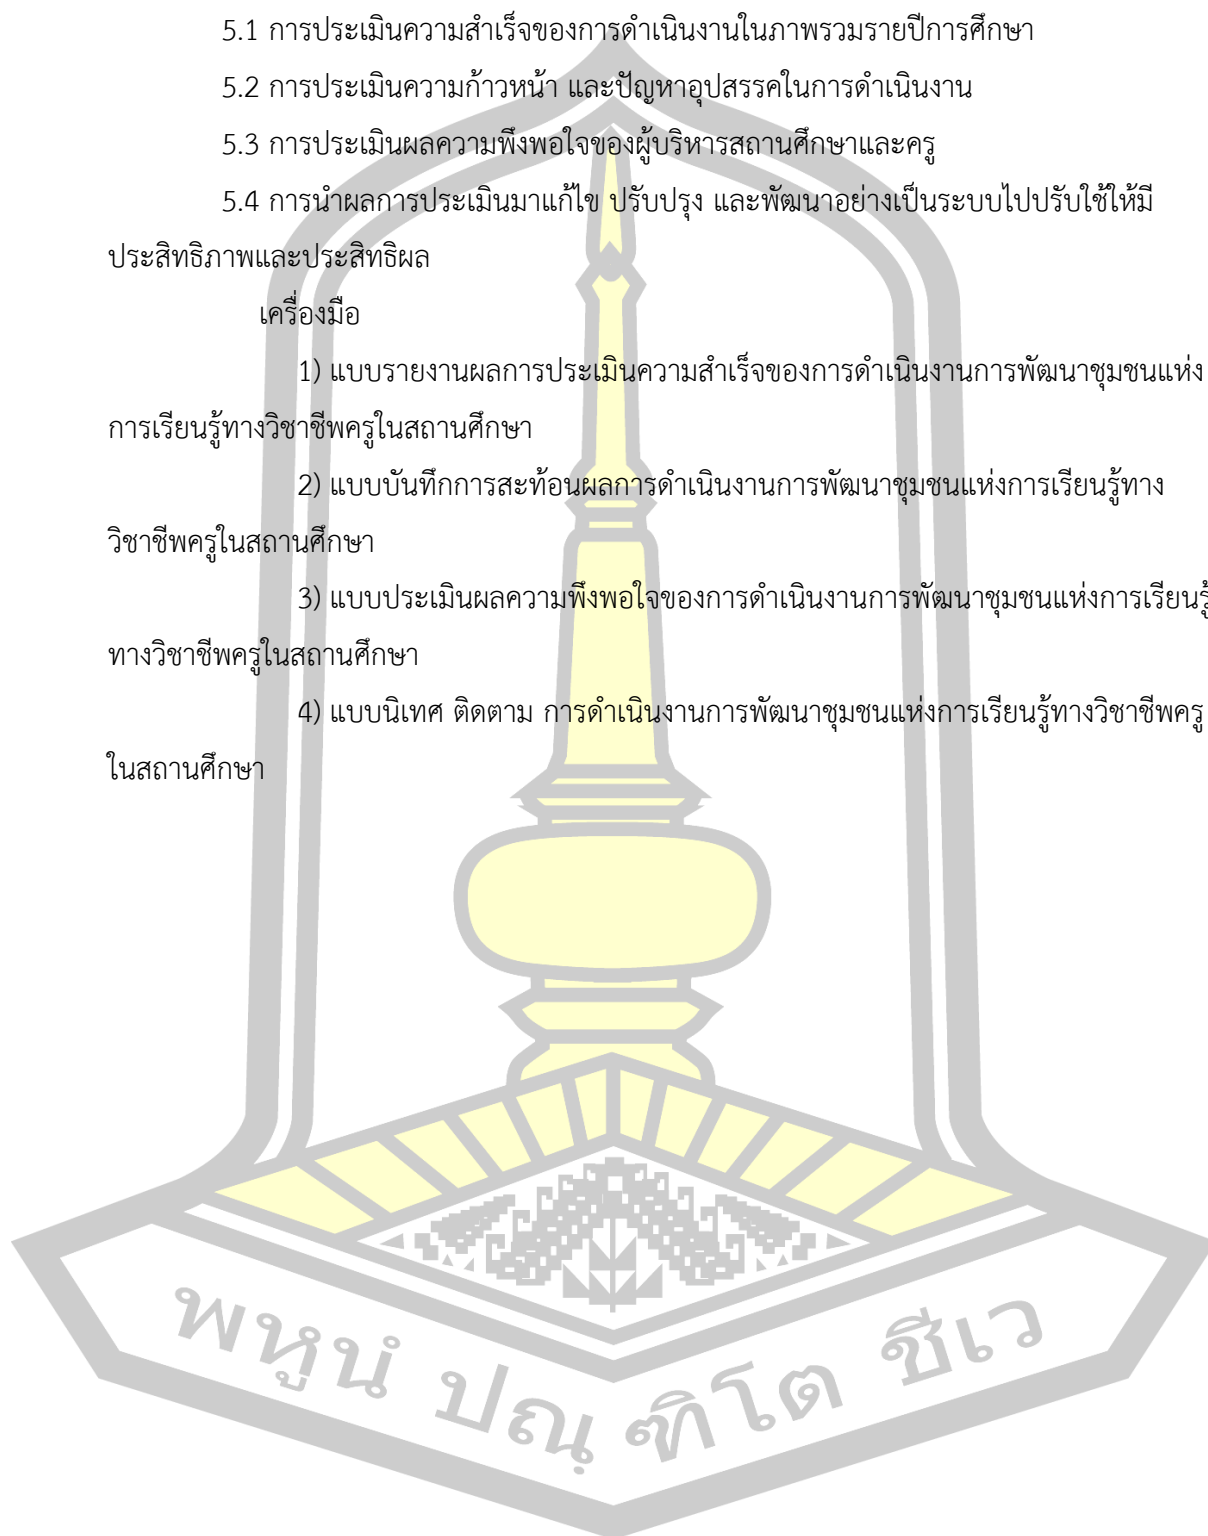 5.1 การประเมินความสำเร็จของการดำเนินงานในภาพรวมรายปีการศึกษา
5.2 การประเมินความก้าวหน้า และปัญหาอุปสรรคในการดำเนินงาน
5.3 การประเมินผลความพึงพอใจของผู้บริหารสถานศึกษาและครู
5.4 การนำผลการประเมินมาแก้ไข ปรับปรุง และพัฒนาอย่างเป็นระบบไปปรับใช้ให้มี
ประสิทธิภาพและประสิทธิผล
เครื่องมือ
1) แบบรายงานผลการประเมินความสำเร็จของการดำเนินงานการพัฒนาชุมชนแห่ง
การเรียนรู้ทางวิชาชีพครูในสถานศึกษา
2) แบบบันทึกการสะท้อนผลการดำเนินงานการพัฒนาชุมชนแห่งการเรียนรู้ทาง
วิชาชีพครูในสถานศึกษา
3) แบบประเมินผลความพึงพอใจของการดำเนินงานการพัฒนาชุมชนแห่งการเรียนรู้
ทางวิชาชีพครูในสถานศึกษา
4) แบบนิเทศ ติดตาม การดำเนินงานการพัฒนาชุมชนแห่งการเรียนรู้ทางวิชาชีพครู
ในสถานศึกษา
พหูนํ ปณฺฑิโต ชีเว